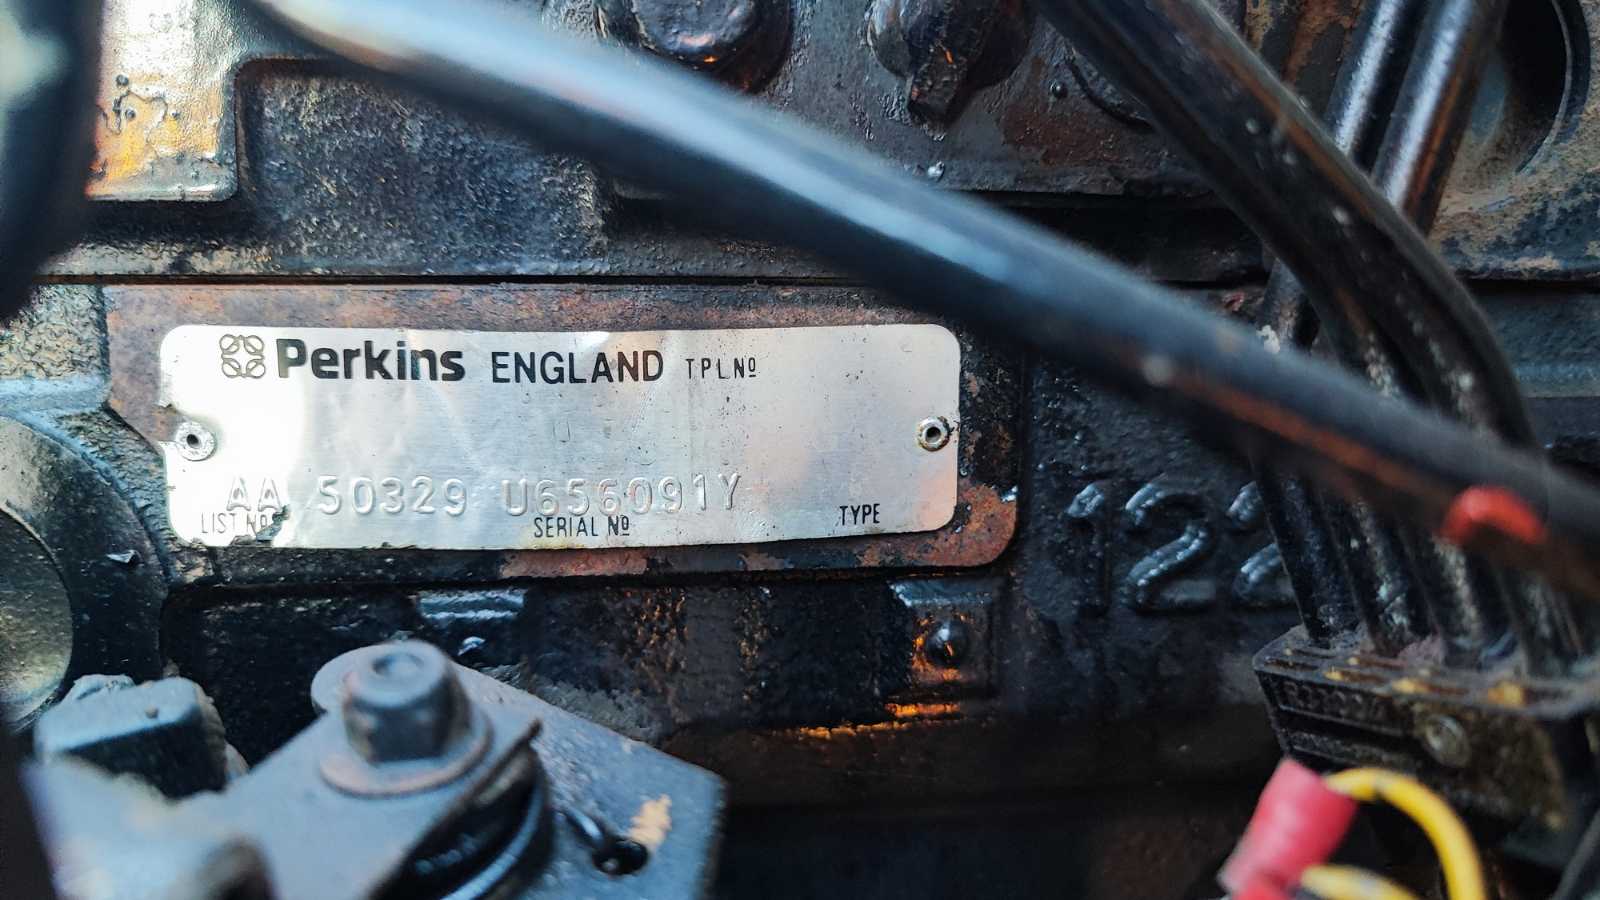 Perkins ENGLAND T.P.L Nº
AA 50329 U656091Y
LIST Nº SERIAL Nº TYPE
122